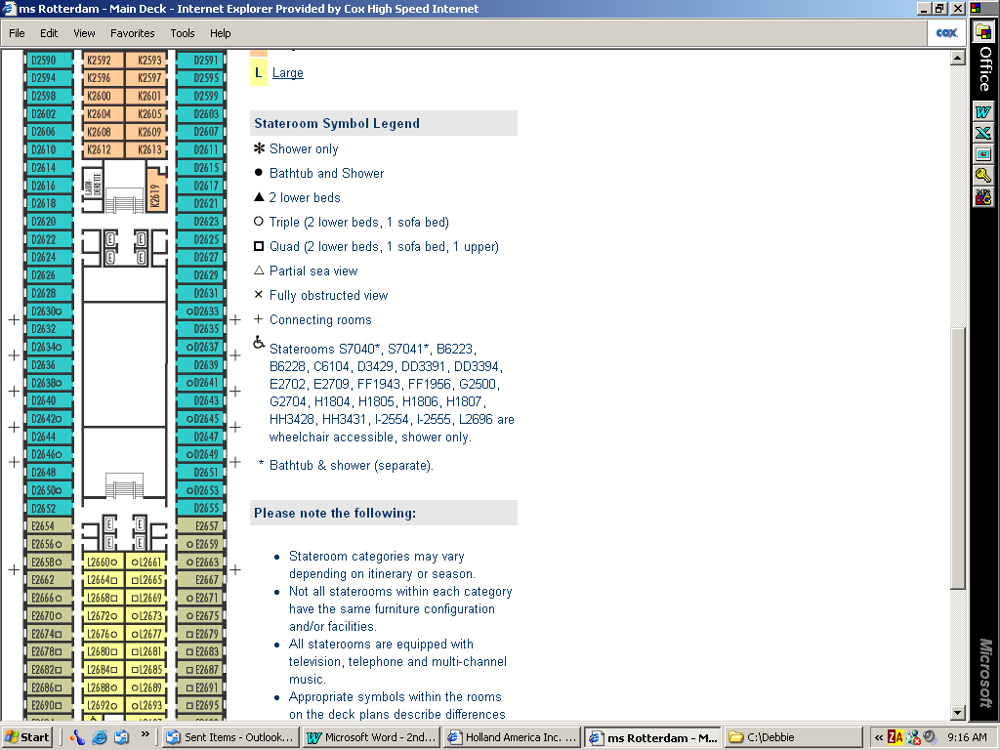 ms Rotterdam - Main Deck - Internet Explorer Provided by Cox High Speed Internet
File Edit View Favorites Tools Help
COX
Office
Microsoft
D2590 K2592 K2593 D2591
D2594 K2596 K2597 D2595
D2598 K2600 K2601 D2599
D2602 K2604 K2605 D2603
D2606 K2608 K2609 D2607
D2610 K2612 K2613 D2611
D2614 D2615
D2616 LAUNDERETTE K2619 D2617
D2618 D2621
D2620 D2623
D2622 E E D2625
D2624 E E D2627
D2626 D2629
D2628 D2631
D2630 D2633
D2632 D2635
D2634 D2637
D2636 D2639
D2638 D2641
D2640 D2643
D2642 D2645
D2644 D2647
D2646 D2649
D2648 D2651
D2650 D2653
D2652 D2655
E2654 E E E2657
E2656 E E E2659
E2658 L2660 L2661 E2663
E2662 L2664 L2665 E2667
E2666 L2668 L2669 E2671
E2670 L2672 L2673 E2675
E2674 L2676 L2677 E2679
E2678 L2680 L2681 E2683
E2682 L2684 L2685 E2687
E2686 L2688 L2689 E2691
E2690 L2692 L2693 E2695
L Large
Stateroom Symbol Legend
Shower only
Bathtub and Shower
2 lower beds
Triple (2 lower beds, 1 sofa bed)
Quad (2 lower beds, 1 sofa bed, 1 upper)
Partial sea view
Fully obstructed view
Connecting rooms
Staterooms S7040*, S7041*, B6223,
B6228, C6104, D3429, DD3391, DD3394,
E2702, E2709, FF1943, FF1956, G2500,
G2704, H1804, H1805, H1806, H1807,
HH3428, HH3431, I-2554, I-2555, L2696 are
wheelchair accessible, shower only.
* Bathtub & shower (separate).
Please note the following:
• Stateroom categories may vary
depending on itinerary or season.
• Not all staterooms within each category
have the same furniture configuration
and/or facilities.
• All staterooms are equipped with
television, telephone and multi-channel
music.
• Appropriate symbols within the rooms
on the deck plans describe differences
Start » Sent Items - Outlook... Microsoft Word - 2nd... Holland America Inc. ... ms Rotterdam - M... C:\Debbie « ZA 9:16 AM